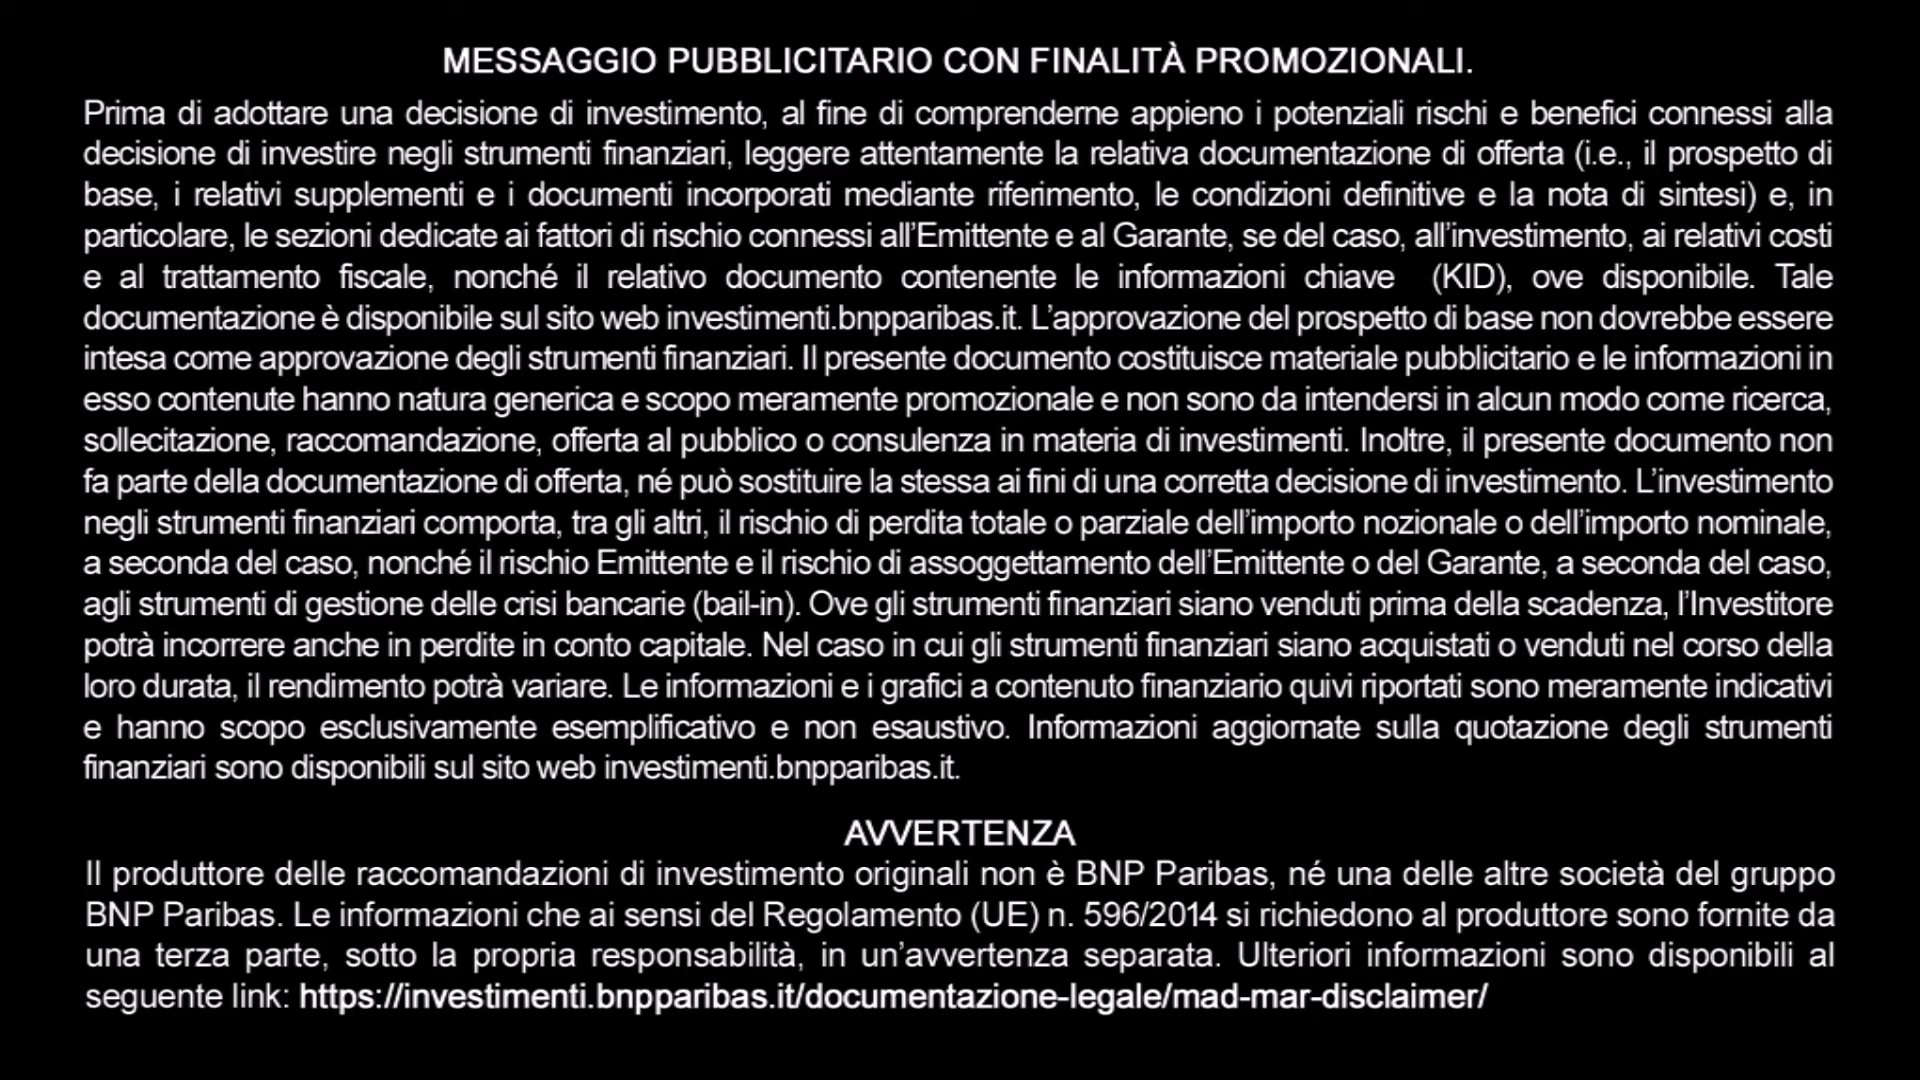 MESSAGGIO PUBBLICITARIO CON FINALITÀ PROMOZIONALI.
Prima di adottare una decisione di investimento, al fine di comprenderne appieno i potenziali rischi e benefici connessi alla
decisione di investire negli strumenti finanziari, leggere attentamente la relativa documentazione di offerta (i.e., il prospetto di
base, i relativi supplementi e i documenti incorporati mediante riferimento, le condizioni definitive e la nota di sintesi) e, in
particolare, le sezioni dedicate ai fattori di rischio connessi all’Emittente e al Garante, se del caso, all’investimento, ai relativi costi
e al trattamento fiscale, nonché il relativo documento contenente le informazioni chiave (KID), ove disponibile. Tale
documentazione è disponibile sul sito web investimenti.bnpparibas.it. L’approvazione del prospetto di base non dovrebbe essere
intesa come approvazione degli strumenti finanziari. Il presente documento costituisce materiale pubblicitario e le informazioni in
esso contenute hanno natura generica e scopo meramente promozionale e non sono da intendersi in alcun modo come ricerca,
sollecitazione, raccomandazione, offerta al pubblico o consulenza in materia di investimenti. Inoltre, il presente documento non
fa parte della documentazione di offerta, né può sostituire la stessa ai fini di una corretta decisione di investimento. L’investimento
negli strumenti finanziari comporta, tra gli altri, il rischio di perdita totale o parziale dell’importo nozionale o dell’importo nominale,
a seconda del caso, nonché il rischio Emittente e il rischio di assoggettamento dell’Emittente o del Garante, a seconda del caso,
agli strumenti di gestione delle crisi bancarie (bail-in). Ove gli strumenti finanziari siano venduti prima della scadenza, l’Investitore
potrà incorrere anche in perdite in conto capitale. Nel caso in cui gli strumenti finanziari siano acquistati o venduti nel corso della
loro durata, il rendimento potrà variare. Le informazioni e i grafici a contenuto finanziario quivi riportati sono meramente indicativi
e hanno scopo esclusivamente esemplificativo e non esaustivo. Informazioni aggiornate sulla quotazione degli strumenti
finanziari sono disponibili sul sito web investimenti.bnpparibas.it.
AVVERTENZA
Il produttore delle raccomandazioni di investimento originali non è BNP Paribas, né una delle altre società del gruppo
BNP Paribas. Le informazioni che ai sensi del Regolamento (UE) n. 596/2014 si richiedono al produttore sono fornite da
una terza parte, sotto la propria responsabilità, in un’avvertenza separata. Ulteriori informazioni sono disponibili al
seguente link: https://investimenti.bnpparibas.it/documentazione-legale/mad-mar-disclaimer/